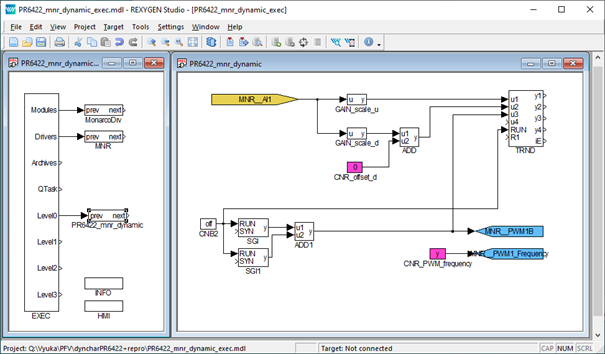 PR6422_mnr_dynamic_exec.mdl - REXYGEN Studio - [PR6422_mnr_dynamic_exec]
File Edit View Project Target Tools Settings Window Help
PR6422_mnr_dynamic...
Modules
prev next
MonarcoDrv
Drivers
prev next
MNR
Archives
QTask
Level0
prev next
PR6422_mnr_dynamic
Level1
Level2
Level3
EXEC
INFO
HMI
PR6422_mnr_dynamic
MNR__AI1
u y
GAIN_scale_u
u y
GAIN_scale_d
u1
u2 y
ADD
0
CNR_offset_d
u1 y1
u2 y2
u3 y3
u4
RUN y4
R1 iE
TRND
off
CNB2
RUN
SYN y
SGI
RUN
SYN y
SGI1
u1
u2 y
ADD1
MNR__PWM1B
y
CNR_PWM_frequency
MNR__PWM1_Frequency
Project: Q:\Vyuka\PFV\dyncharPR6422+repro\PR6422_mnr_dynamic_exec.mdl
Target: Not connected
CAP NUM SCRL